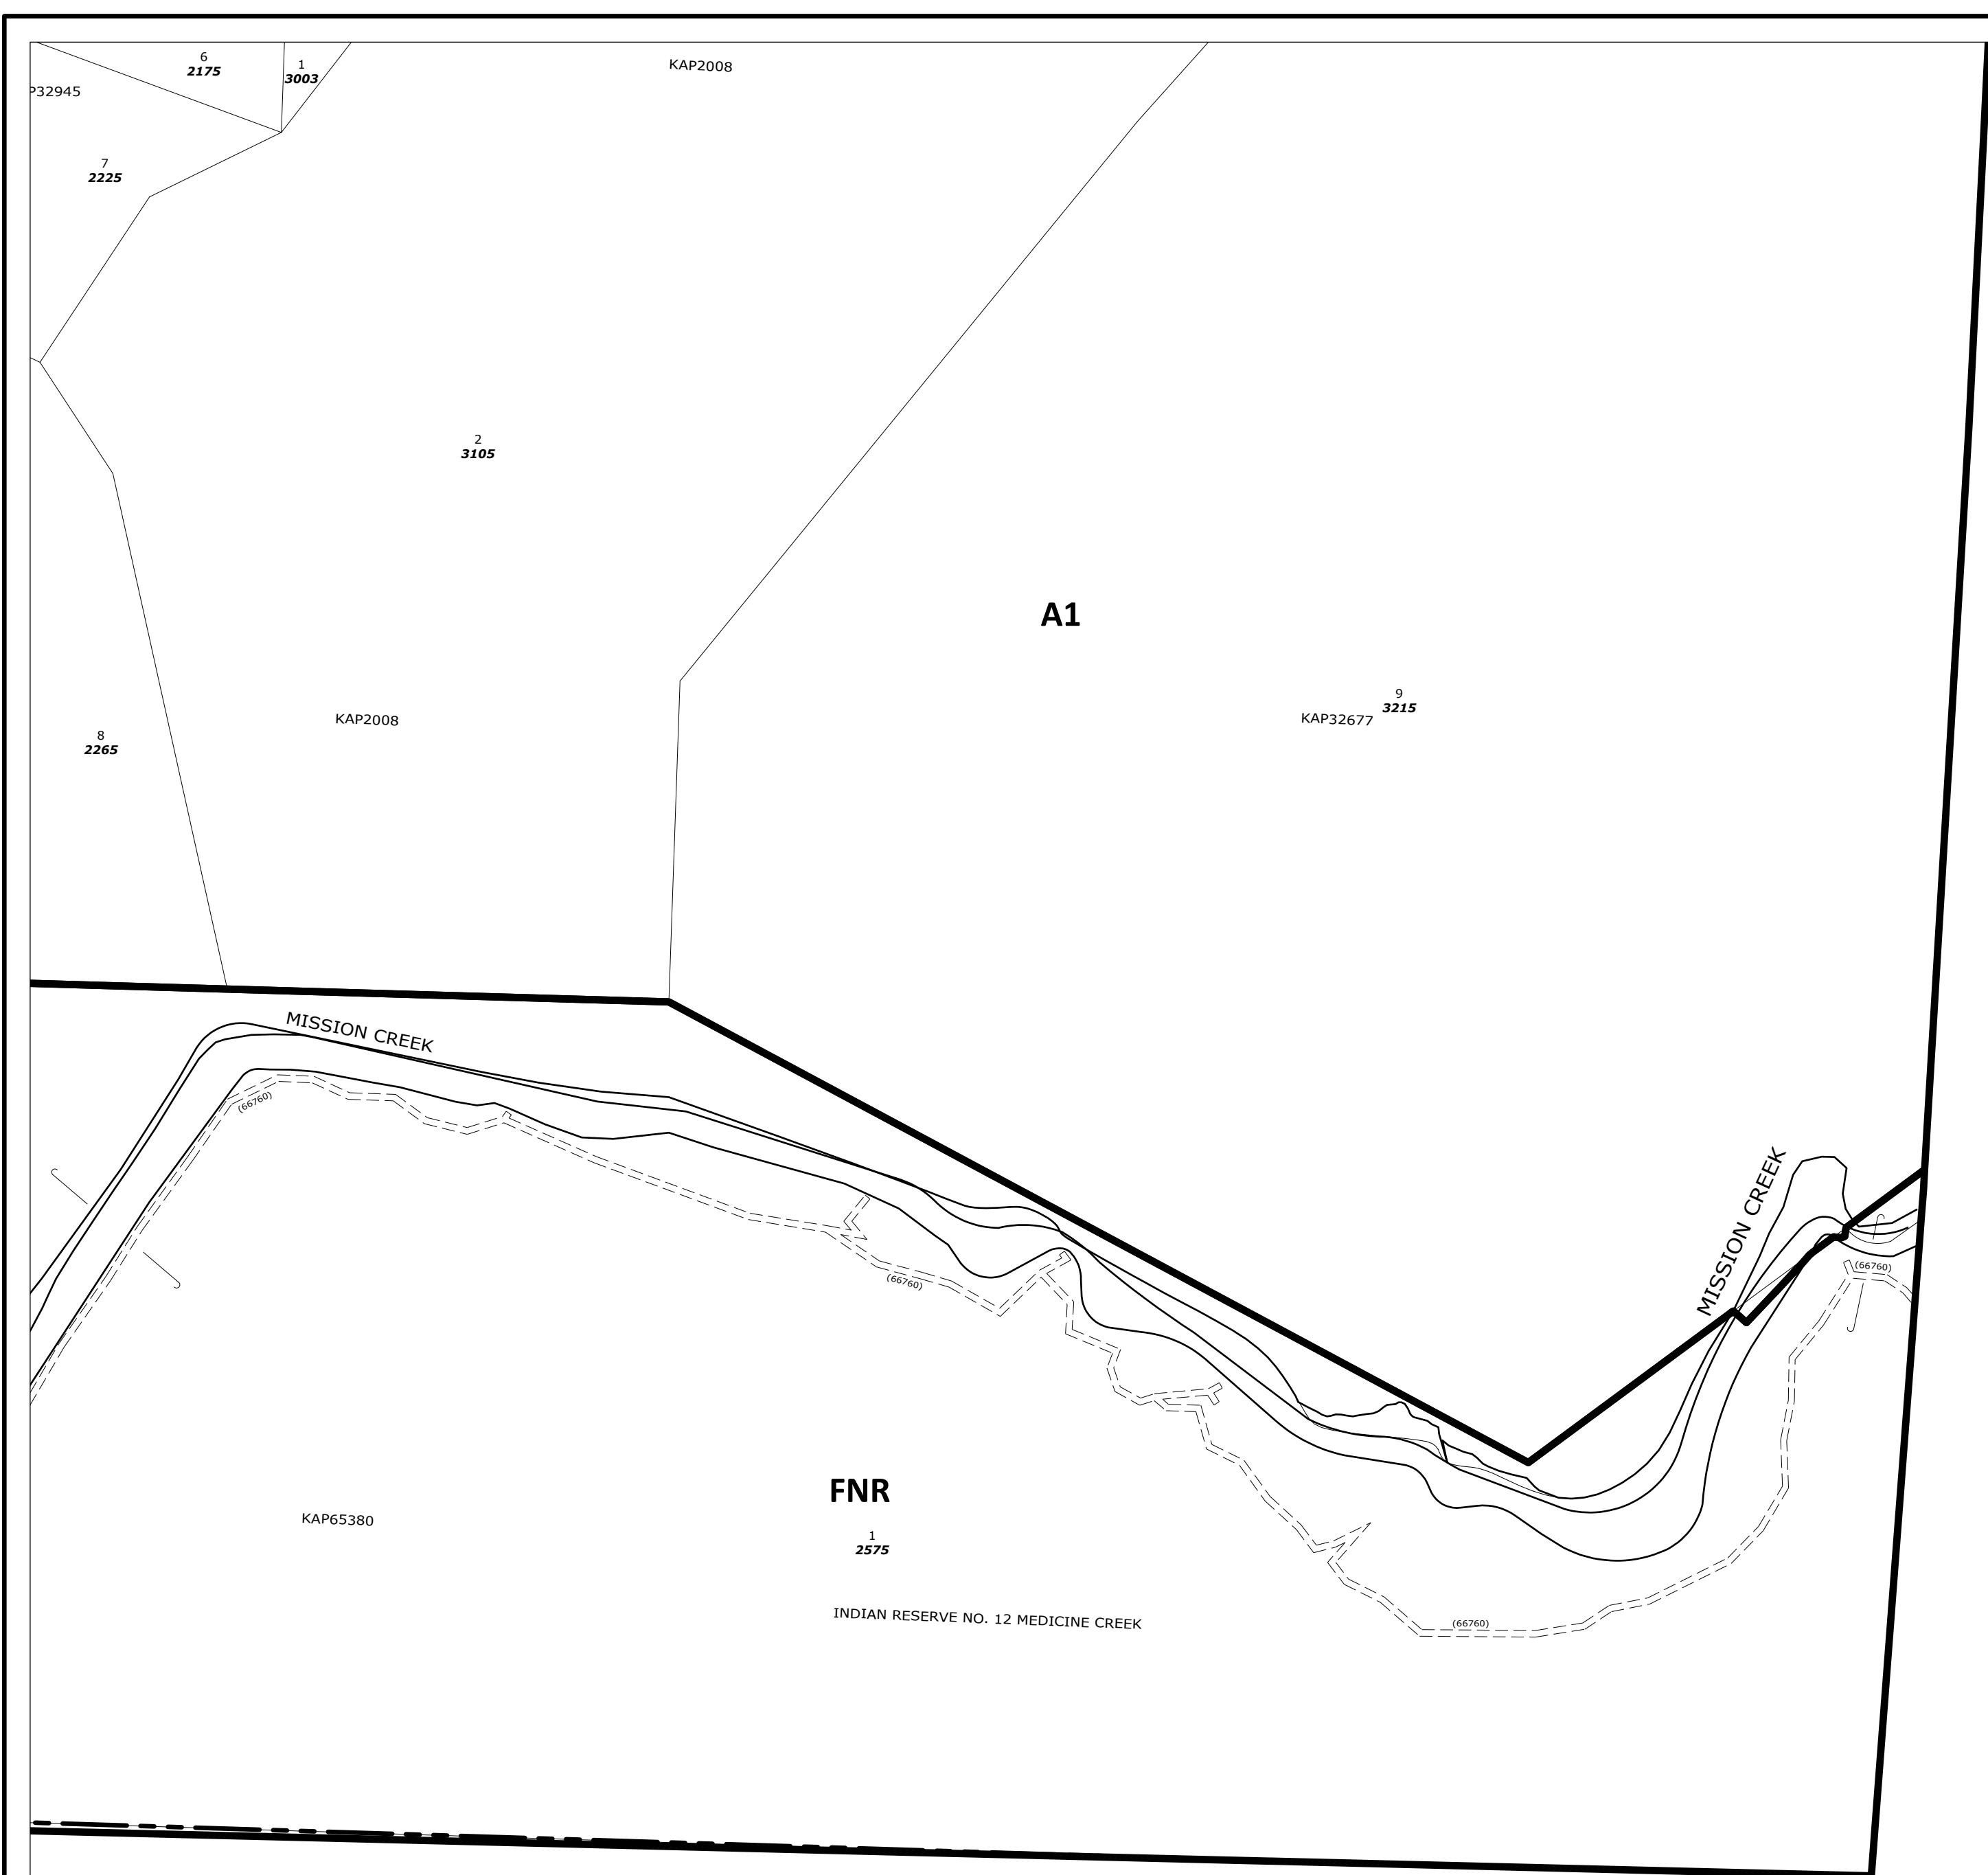 6
2175
1
3003
KAP2008
P32945
7
2225
2
3105
A1
9
3215
KAP32677
KAP2008
8
2265
MISSION CREEK
(66760)
MISSION CREEK
(66760)
(66760)
FNR
KAP65380
1
2575
INDIAN RESERVE NO. 12 MEDICINE CREEK
(66760)